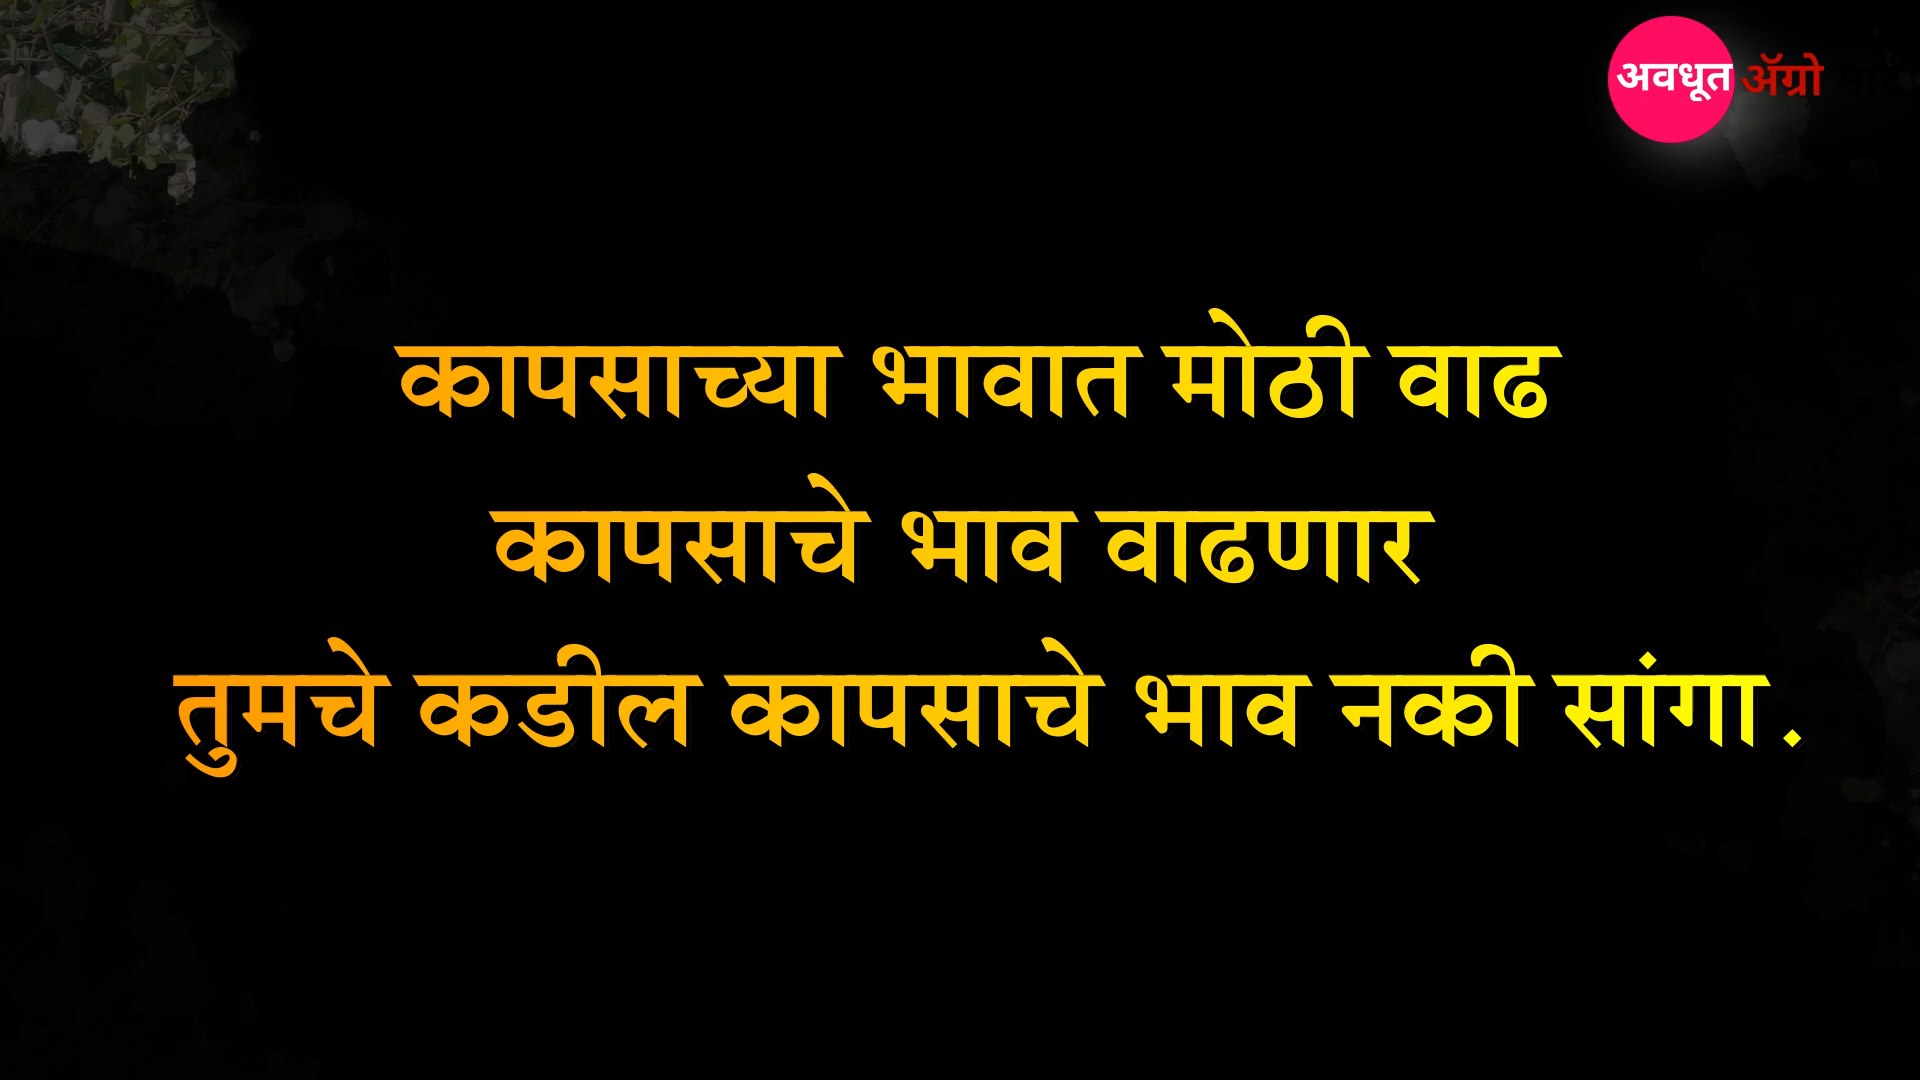 अवधूत ॲग्रो
कापसाच्या भावात मोठी वाढ
कापसाचे भाव वाढणार
तुमचे कडील कापसाचे भाव नकी सांगा.